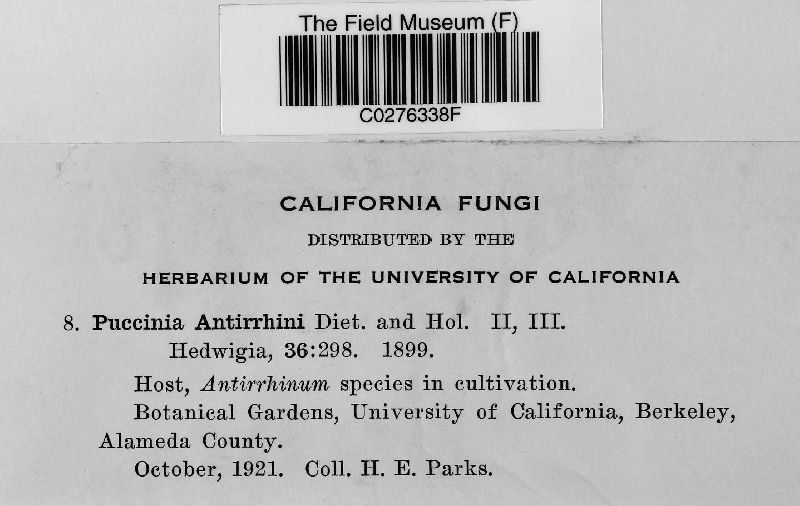 The Field Museum (F)
C0276338F
CALIFORNIA FUNGI
DISTRIBUTED BY THE
HERBARIUM OF THE UNIVERSITY OF CALIFORNIA
8. Puccinia Antirrhini Diet. and Hol. II, III.
Hedwigia, 36:298. 1899.
Host, Antirrhinum species in cultivation.
Botanical Gardens, University of California, Berkeley,
Alameda County.
October, 1921. Coll. H. E. Parks.